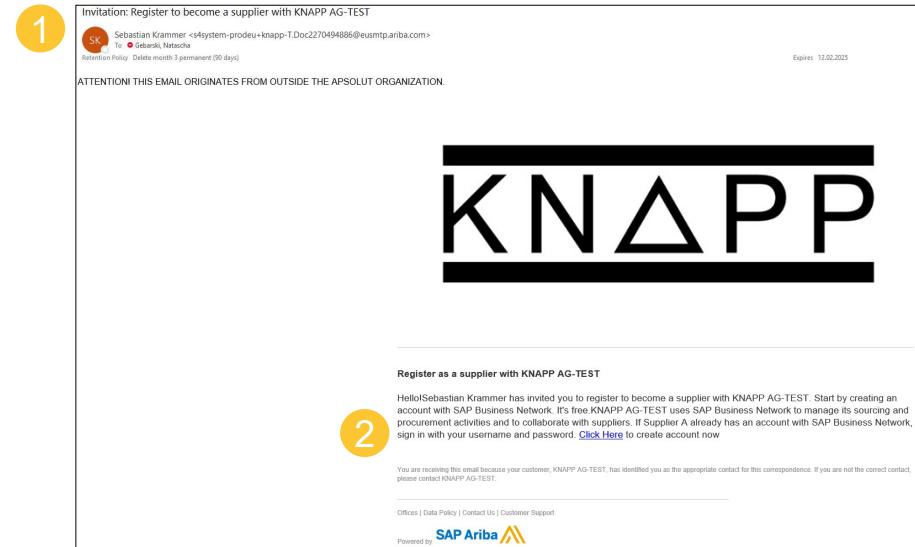 1
Invitation: Register to become a supplier with KNAPP AG-TEST
SK
Sebastian Krammer <s4system-prodeu+knapp-T.Doc2270494886@eusmtp.ariba.com>
To Gebarski, Natascha
Retention Policy Delete month 3 permanent (90 days)
Expires 12.02.2025
ATTENTION! THIS EMAIL ORIGINATES FROM OUTSIDE THE APSOLUT ORGANIZATION.
KNAPP
Register as a supplier with KNAPP AG-TEST
Hello!Sebastian Krammer has invited you to register to become a supplier with KNAPP AG-TEST. Start by creating an
account with SAP Business Network. It's free.KNAPP AG-TEST uses SAP Business Network to manage its sourcing and
procurement activities and to collaborate with suppliers. If Supplier A already has an account with SAP Business Network,
2
sign in with your username and password. Click Here to create account now
You are receiving this email because your customer, KNAPP AG-TEST, has identified you as the appropriate contact for this correspondence. If you are not the correct contact,
please contact KNAPP AG-TEST.
Offices | Data Policy | Contact Us | Customer Support
Powered by SAP Ariba